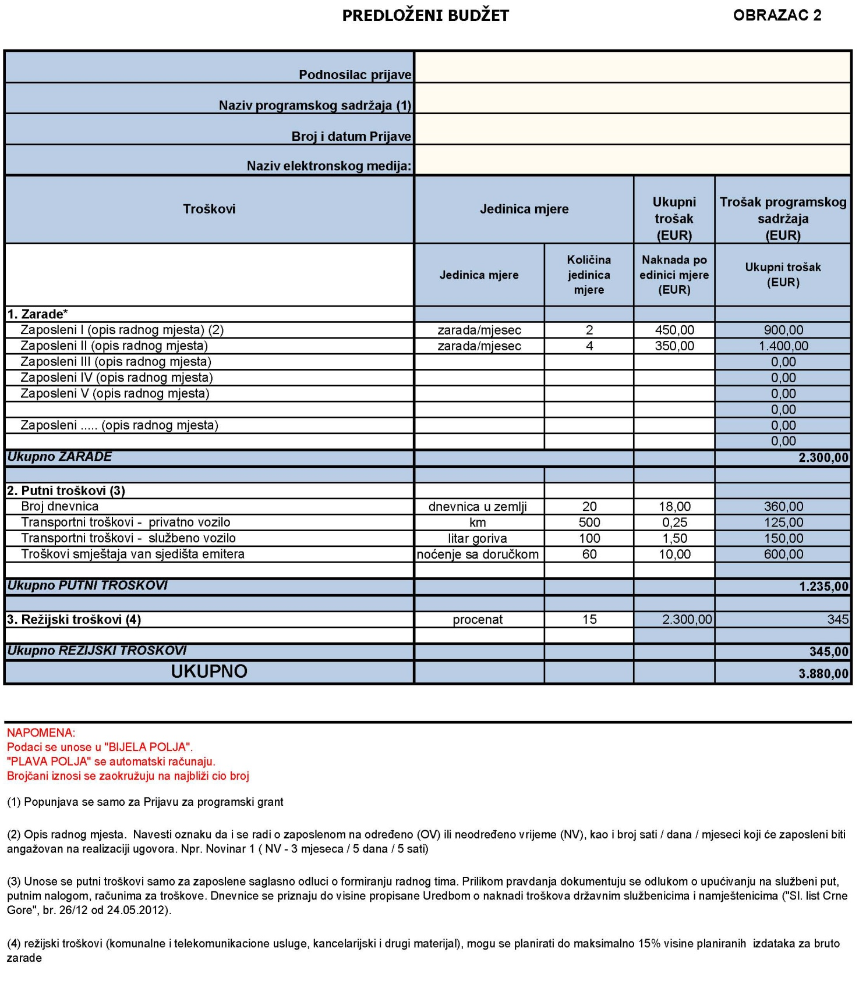 PREDLOŽENI BUDŽET OBRAZAC 2
Podnosilac prijave
Naziv programskog sadržaja (1)
Broj i datum Prijave
Naziv elektronskog medija:
Troškovi Jedinica mjere Ukupni trošak (EUR) Trošak programskog sadržaja (EUR)
Jedinica mjere Količina jedinica mjere Naknada po edinici mjere (EUR) Ukupni trošak (EUR)
1. Zarade*
Zaposleni I (opis radnog mjesta) (2) zarada/mjesec 2 450,00 900,00
Zaposleni II (opis radnog mjesta) zarada/mjesec 4 350,00 1.400,00
Zaposleni III (opis radnog mjesta) 0,00
Zaposleni IV (opis radnog mjesta) 0,00
Zaposleni V (opis radnog mjesta) 0,00
0,00
Zaposleni ..... (opis radnog mjesta) 0,00
0,00
Ukupno ZARADE 2.300,00
2. Putni troškovi (3)
Broj dnevnica dnevnica u zemlji 20 18,00 360,00
Transportni troškovi - privatno vozilo km 500 0,25 125,00
Transportni troškovi - službeno vozilo litar goriva 100 1,50 150,00
Troškovi smještaja van sjedišta emitera noćenje sa doručkom 60 10,00 600,00
Ukupno PUTNI TROSKOVI 1.235,00
3. Režijski troškovi (4) procenat 15 2.300,00 345
Ukupno REZIJSKI TROSKOVI 345,00
UKUPNO 3.880,00
NAPOMENA:
Podaci se unose u "BIJELA POLJA".
"PLAVA POLJA" se automatski računaju.
Brojčani iznosi se zaokružuju na najbliži cio broj
(1) Popunjava se samo za Prijavu za programski grant
(2) Opis radnog mjesta. Navesti oznaku da i se radi o zaposlenom na određeno (OV) ili neodređeno vrijeme (NV), kao i broj sati / dana / mjeseci koji će zaposleni biti
angažovan na realizaciji ugovora. Npr. Novinar 1 ( NV - 3 mjeseca / 5 dana / 5 sati)
(3) Unose se putni troškovi samo za zaposlene saglasno odluci o formiranju radnog tima. Prilikom pravdanja dokumentuju se odlukom o upućivanju na službeni put,
putnim nalogom, računima za troškove. Dnevnice se priznaju do visine propisane Uredbom o naknadi troškova državnim službenicima i namještenicima ("Sl. list Crne
Gore", br. 26/12 od 24.05.2012).
(4) režijski troškovi (komunalne i telekomunikacione usluge, kancelarijski i drugi materijal), mogu se planirati do maksimalno 15% visine planiranih izdataka za bruto
zarade